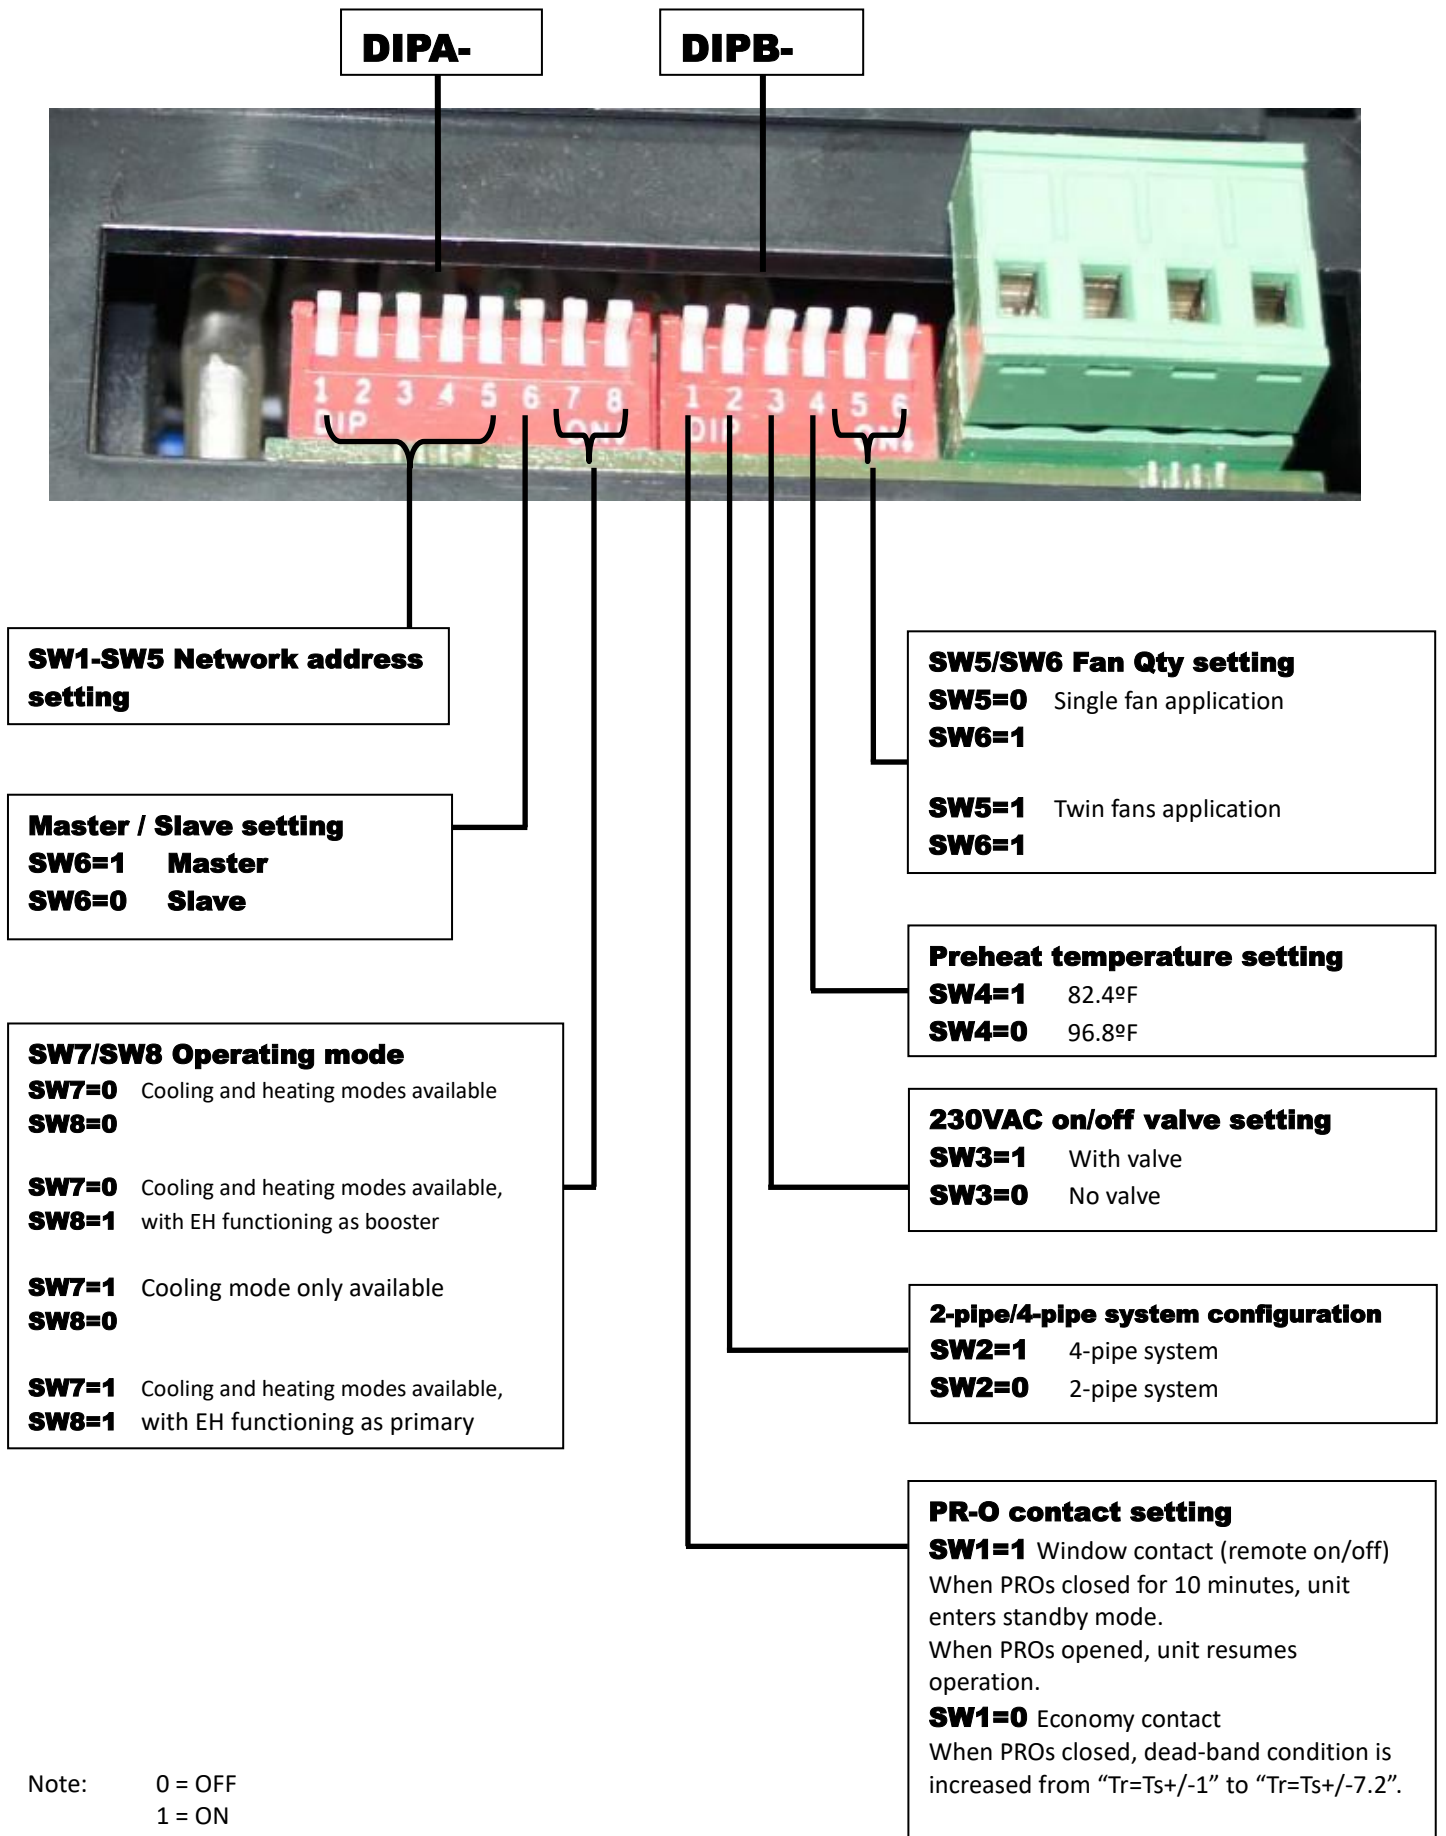 DIPA-
DIPB-
1 2 3 4 5 6 7 8
DIP ON
1 2 3 4 5 6
DIP ON
SW1-SW5 Network address
setting
Master / Slave setting
SW6=1 Master
SW6=0 Slave
SW7/SW8 Operating mode
SW7=0 Cooling and heating modes available
SW8=0
SW7=0 Cooling and heating modes available,
SW8=1 with EH functioning as booster
SW7=1 Cooling mode only available
SW8=0
SW7=1 Cooling and heating modes available,
SW8=1 with EH functioning as primary
SW5/SW6 Fan Qty setting
SW5=0 Single fan application
SW6=1
SW5=1 Twin fans application
SW6=1
Preheat temperature setting
SW4=1 82.4ºF
SW4=0 96.8ºF
230VAC on/off valve setting
SW3=1 With valve
SW3=0 No valve
2-pipe/4-pipe system configuration
SW2=1 4-pipe system
SW2=0 2-pipe system
PR-O contact setting
SW1=1 Window contact (remote on/off)
When PROs closed for 10 minutes, unit
enters standby mode.
When PROs opened, unit resumes
operation.
SW1=0 Economy contact
When PROs closed, dead-band condition is
increased from “Tr=Ts+/-1” to “Tr=Ts+/-7.2”.
Note: 0 = OFF
1 = ON